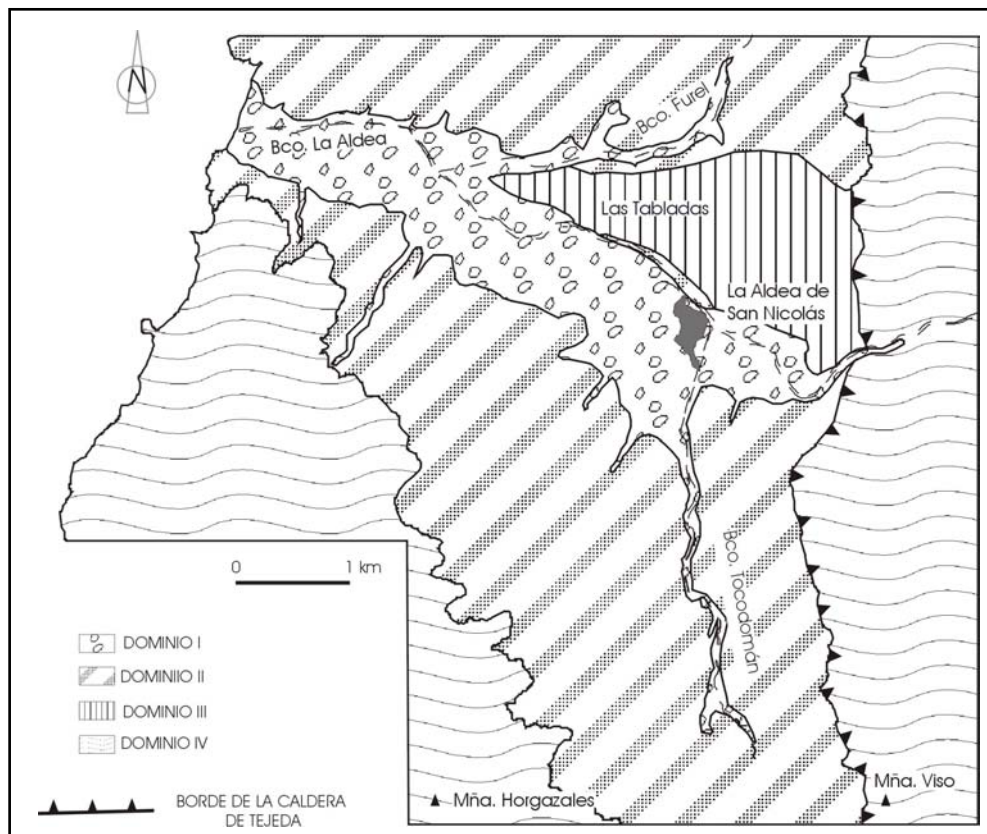 N
Bco. La Aldea
Bco. Furel
Las Tabladas
La Aldea de
San Nicolás
Bco. Tocodomán
0 1 km
DOMINIO I
DOMINIIO II
DOMINIO III
DOMINIO IV
BORDE DE LA CALDERA
DE TEJEDA
Mña. Horgazales
Mña. Viso